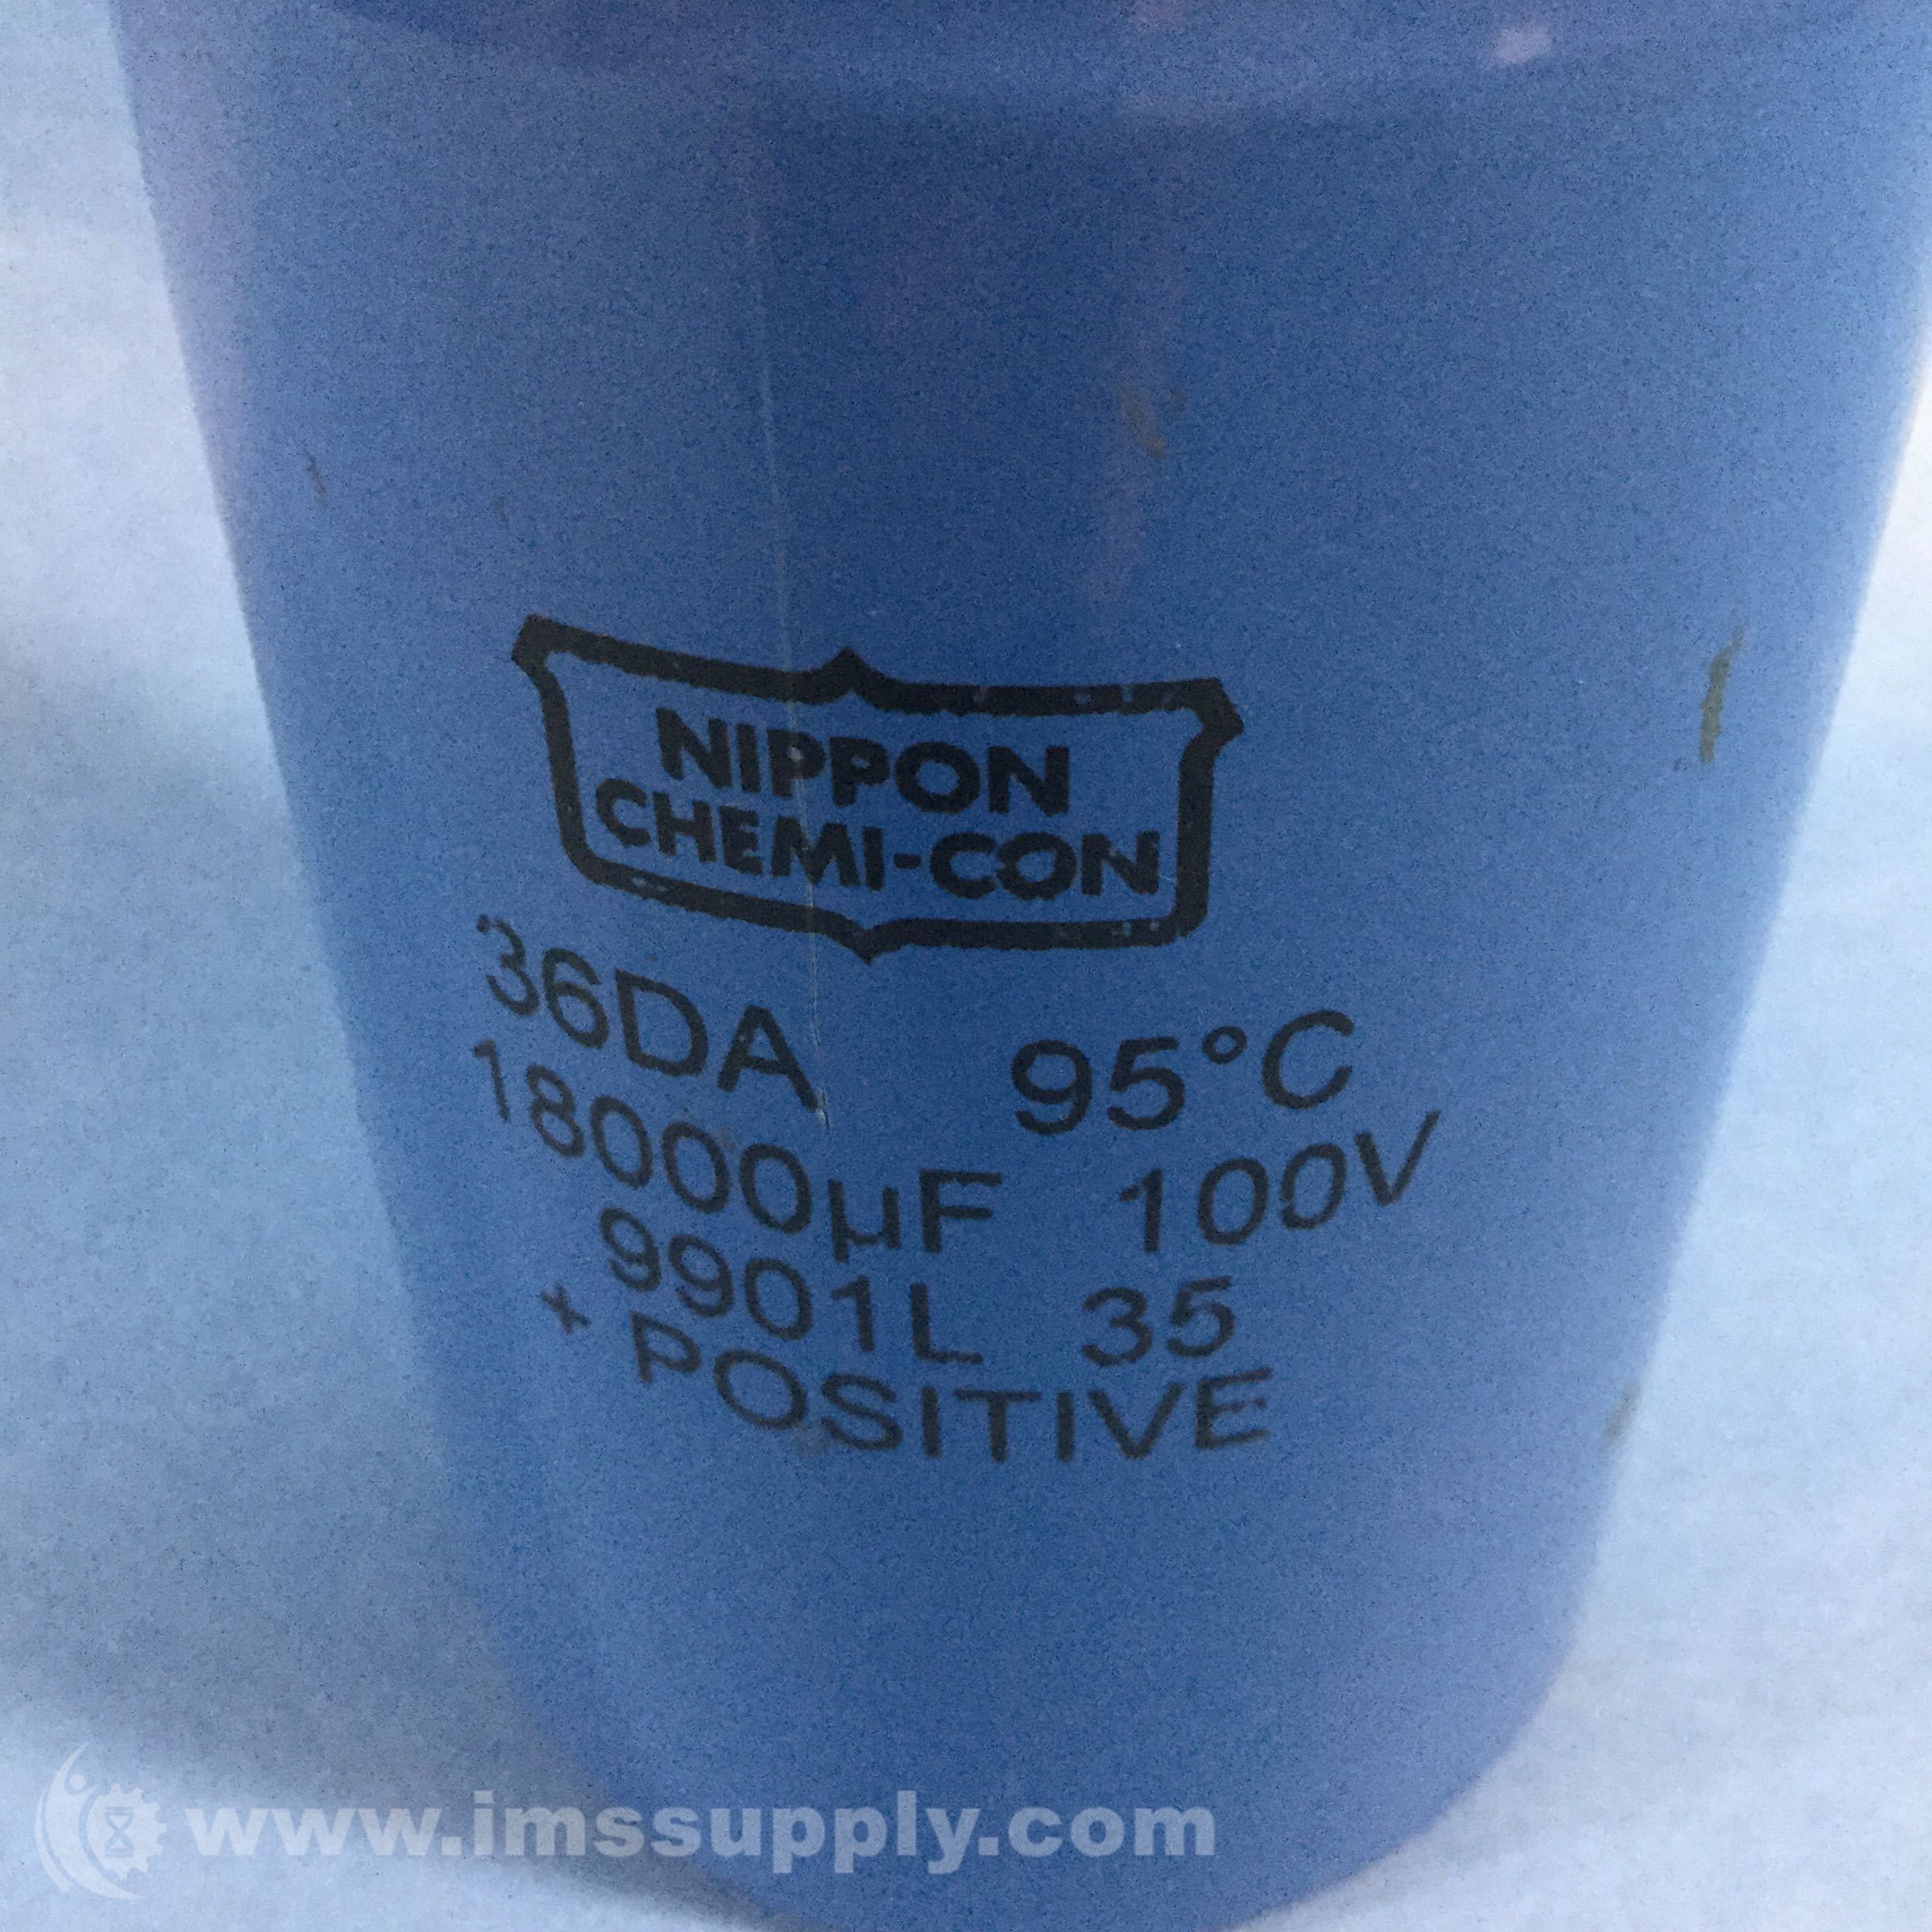 NIPPON
CHEMI-CON
36DA 95°C
18000µF 100V
9901L 35
+ POSITIVE
www.imssupply.com